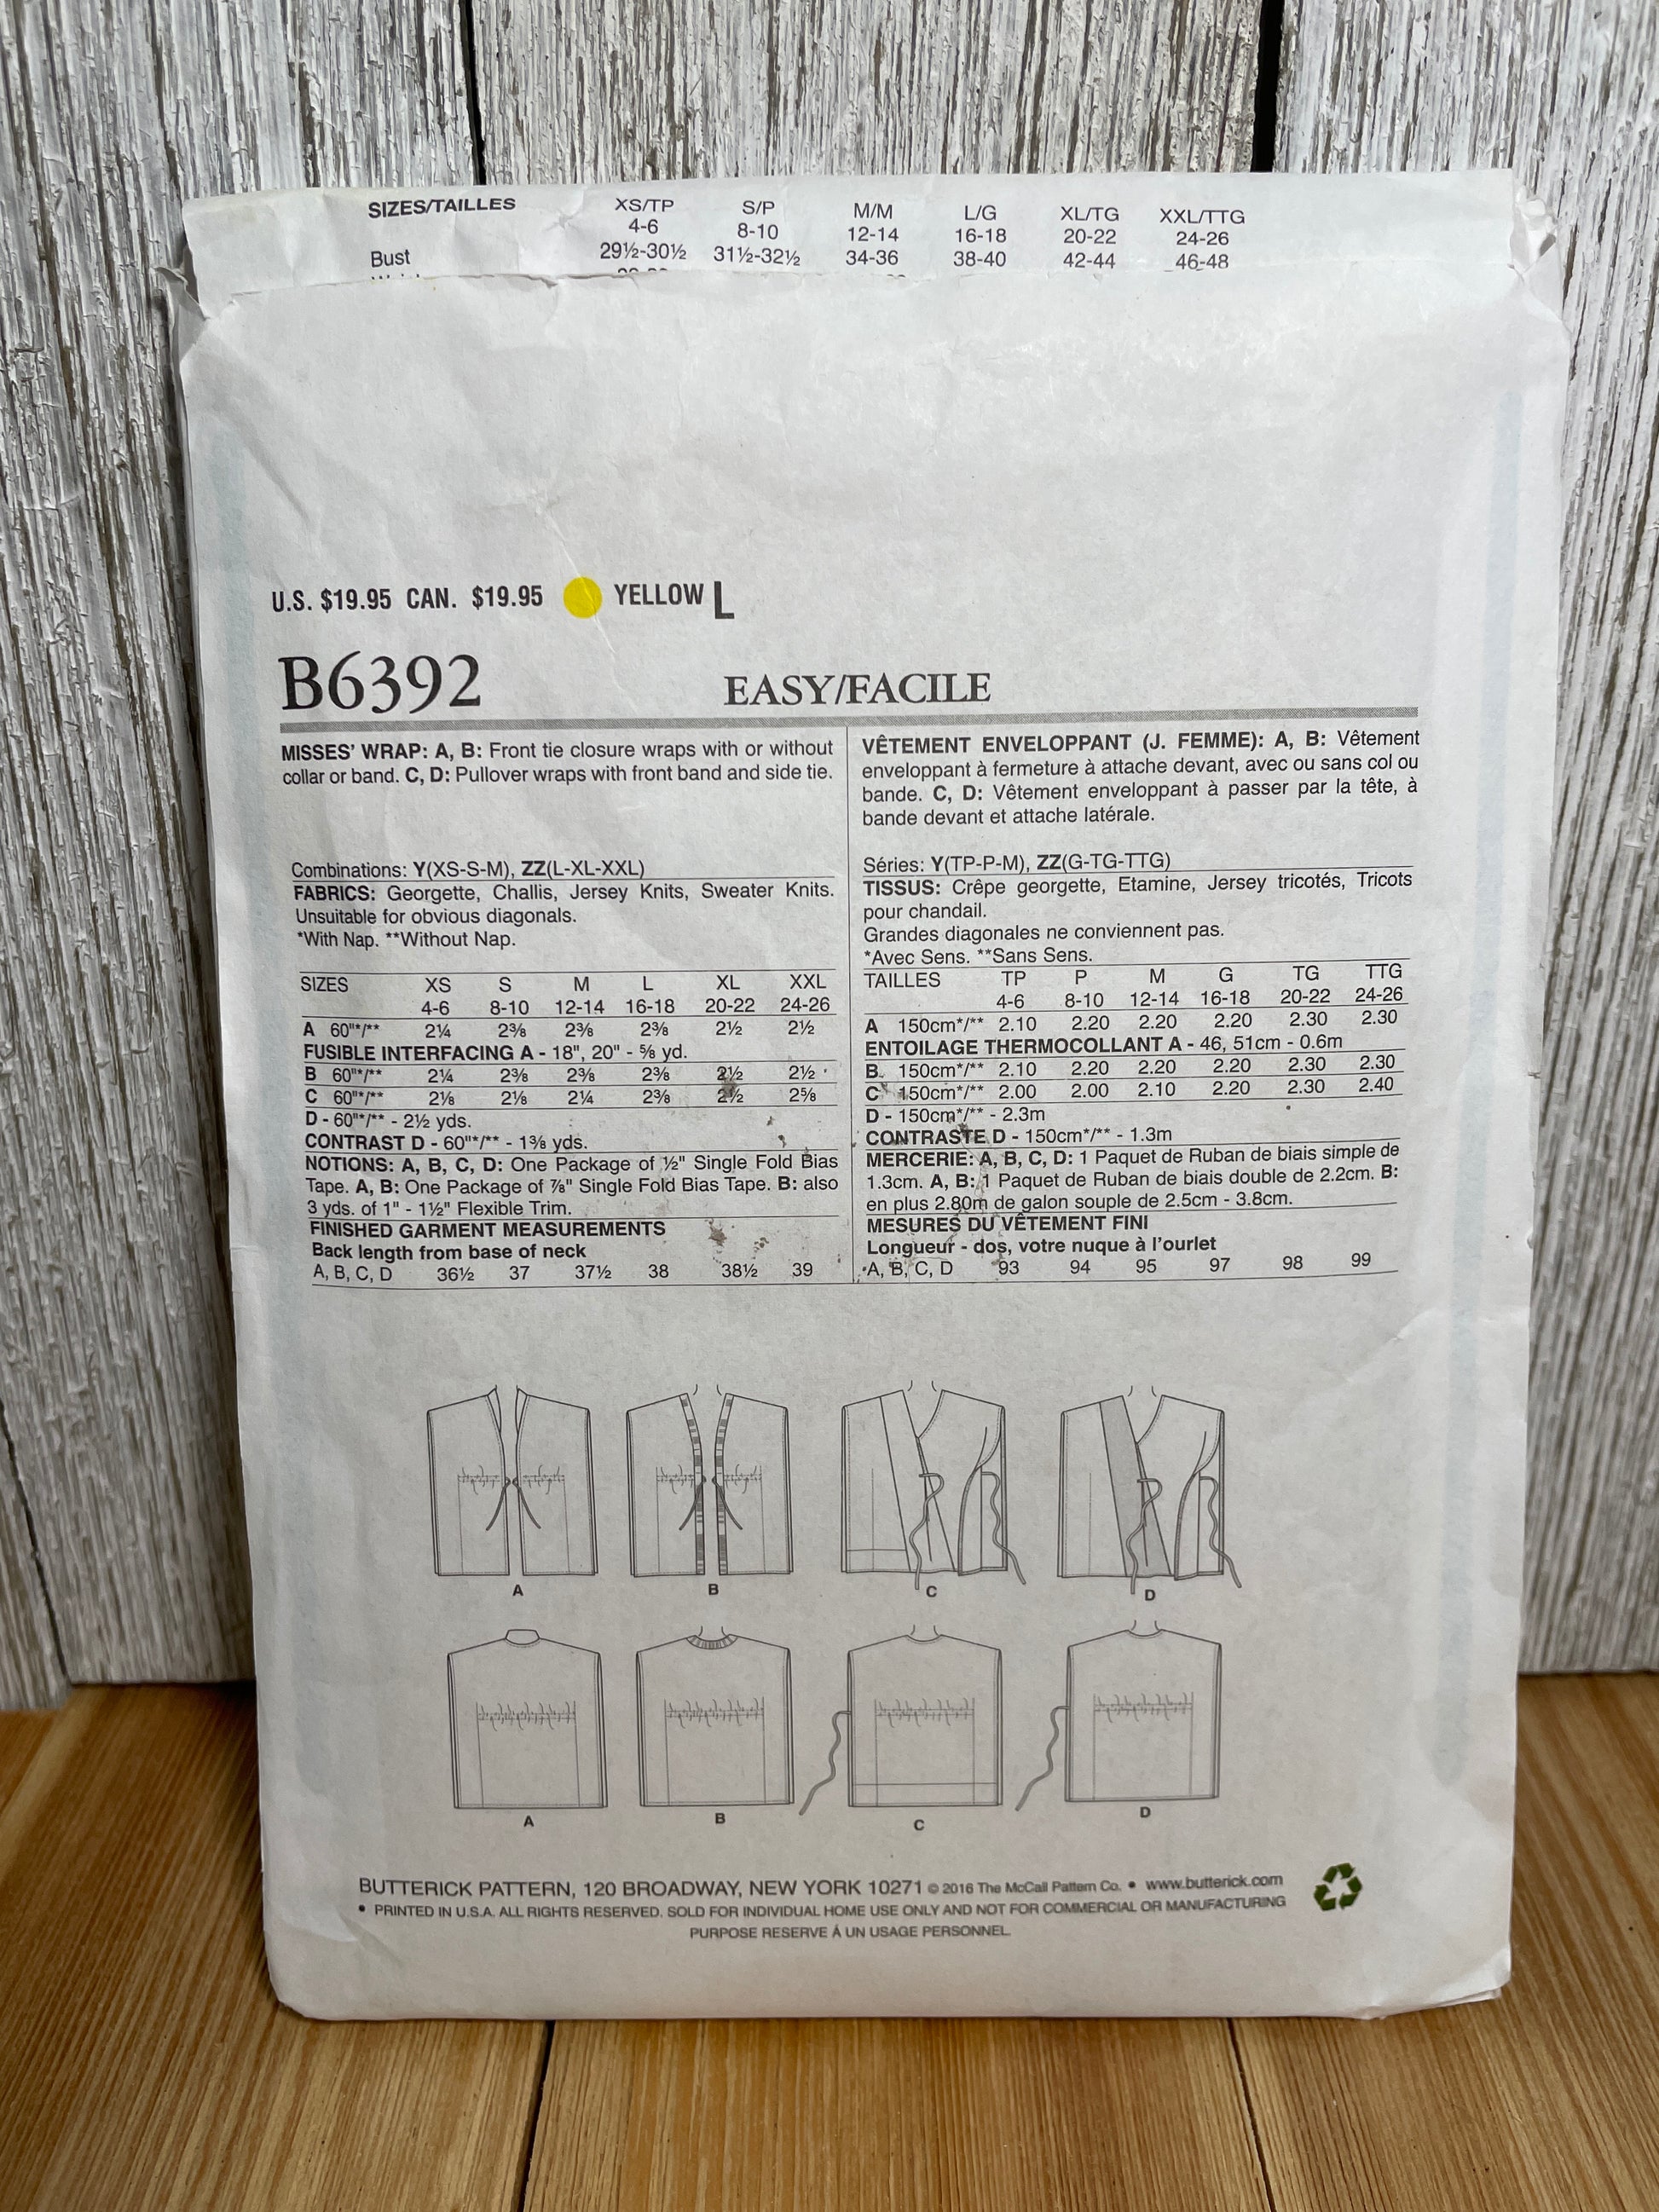 SIZES/TAILLES XS/TP S/P M/M L/G XL/TG XXL/TTG
4-6 8-10 12-14 16-18 20-22 24-26
Bust 29½-30½ 31½-32½ 34-36 38-40 42-44 46-48
U.S. $19.95 CAN. $19.95 YELLOW L
B6392 EASY/FACILE
MISSES' WRAP: A, B: Front tie closure wraps with or without
collar or band. C, D: Pullover wraps with front band and side tie.
Combinations: Y(XS-S-M), ZZ(L-XL-XXL)
FABRICS: Georgette, Challis, Jersey Knits, Sweater Knits.
Unsuitable for obvious diagonals.
*With Nap. **Without Nap.
SIZES XS S M L XL XXL
4-6 8-10 12-14 16-18 20-22 24-26
A 60"*/** 2¼ 2⅜ 2⅜ 2⅜ 2½ 2½
FUSIBLE INTERFACING A - 18", 20" - ⅝ yd.
B 60"*/** 2¼ 2⅜ 2⅜ 2⅜ 2½ 2½
C 60"*/** 2⅛ 2⅛ 2¼ 2⅜ 2½ 2⅝
D - 60"*/** - 2½ yds.
CONTRAST D - 60"*/** - 1⅜ yds.
NOTIONS: A, B, C, D: One Package of ½" Single Fold Bias
Tape. A, B: One Package of ⅞" Single Fold Bias Tape. B: also
3 yds. of 1" - 1½" Flexible Trim.
FINISHED GARMENT MEASUREMENTS
Back length from base of neck
A, B, C, D 36½ 37 37½ 38 38½ 39
VÊTEMENT ENVELOPPANT (J. FEMME): A, B: Vêtement
enveloppant à fermeture à attache devant, avec ou sans col ou
bande. C, D: Vêtement enveloppant à passer par la tête, à
bande devant et attache latérale.
Séries: Y(TP-P-M), ZZ(G-TG-TTG)
TISSUS: Crêpe georgette, Etamine, Jersey tricotés, Tricots
pour chandail.
Grandes diagonales ne conviennent pas.
*Avec Sens. **Sans Sens.
TAILLES TP P M G TG TTG
4-6 8-10 12-14 16-18 20-22 24-26
A 150cm*/** 2.10 2.20 2.20 2.20 2.30 2.30
ENTOILAGE THERMOCOLLANT A - 46, 51cm - 0.6m
B 150cm*/** 2.10 2.20 2.20 2.20 2.30 2.30
C 150cm*/** 2.00 2.00 2.10 2.20 2.30 2.40
D - 150cm*/** - 2.3m
CONTRASTE D - 150cm*/** - 1.3m
MERCERIE: A, B, C, D: 1 Paquet de Ruban de biais simple de
1.3cm. A, B: 1 Paquet de Ruban de biais double de 2.2cm. B:
en plus 2.80m de galon souple de 2.5cm - 3.8cm.
MESURES DU VÊTEMENT FINI
Longueur - dos, votre nuque à l'ourlet
A, B, C, D 93 94 95 97 98 99
A B C D
A B C D
BUTTERICK PATTERN, 120 BROADWAY, NEW YORK 10271 © 2016 The McCall Pattern Co. • www.butterick.com
• PRINTED IN U.S.A. ALL RIGHTS RESERVED. SOLD FOR INDIVIDUAL HOME USE ONLY AND NOT FOR COMMERCIAL OR MANUFACTURING
PURPOSE RESERVE Á UN USAGE PERSONNEL.